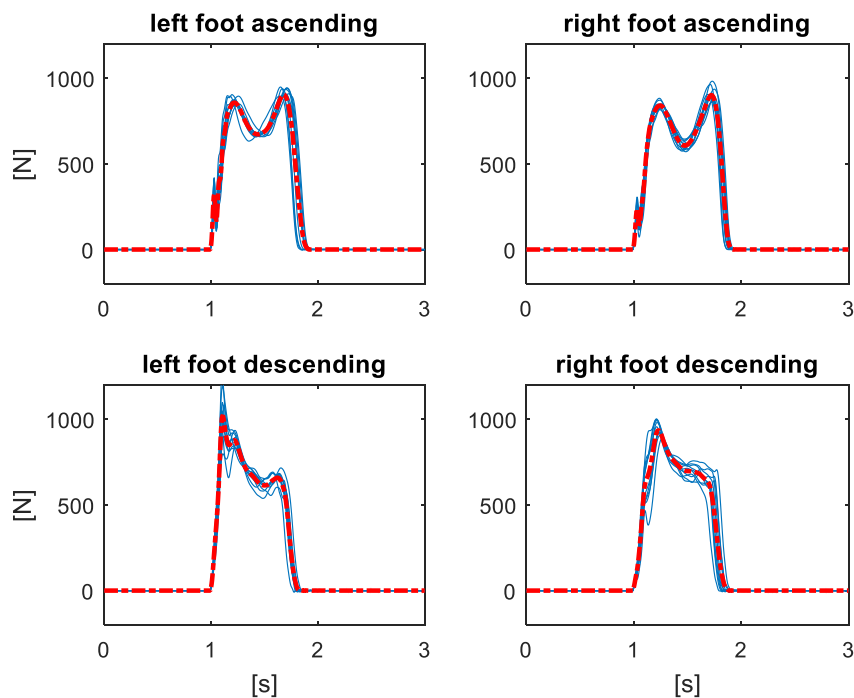 left foot ascending
right foot ascending
[N]
1000
500
0
0 1 2 3
1000
500
0
0 1 2 3
left foot descending
right foot descending
[N]
1000
500
0
0 1 2 3
[s]
1000
500
0
0 1 2 3
[s]